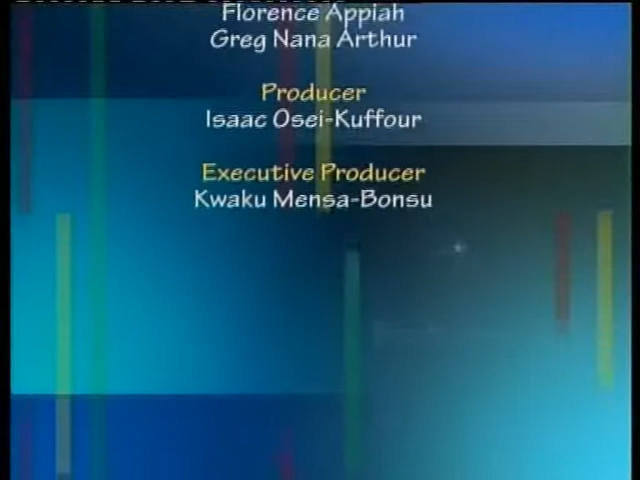 Florence Appiah
Greg Nana Arthur
Producer
Isaac Osei-Kuffour
Executive Producer
Kwaku Mensa-Bonsu